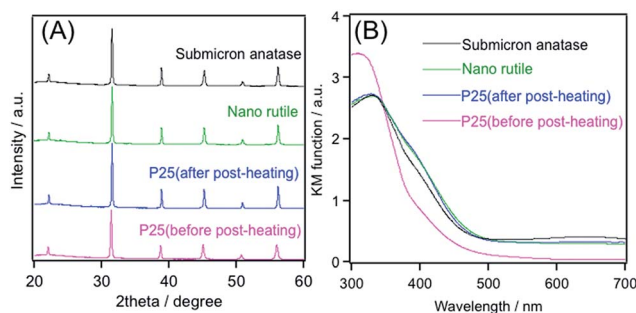 (A)
Submicron anatase
Nano rutile
P25(after post-heating)
P25(before post-heating)
Intensity / a.u.
20 30 40 50 60
2theta / degree
(B)
Submicron anatase
Nano rutile
P25(after post-heating)
P25(before post-heating)
KM function / a.u.
4
3
2
1
0
300 400 500 600 700
Wavelength / nm